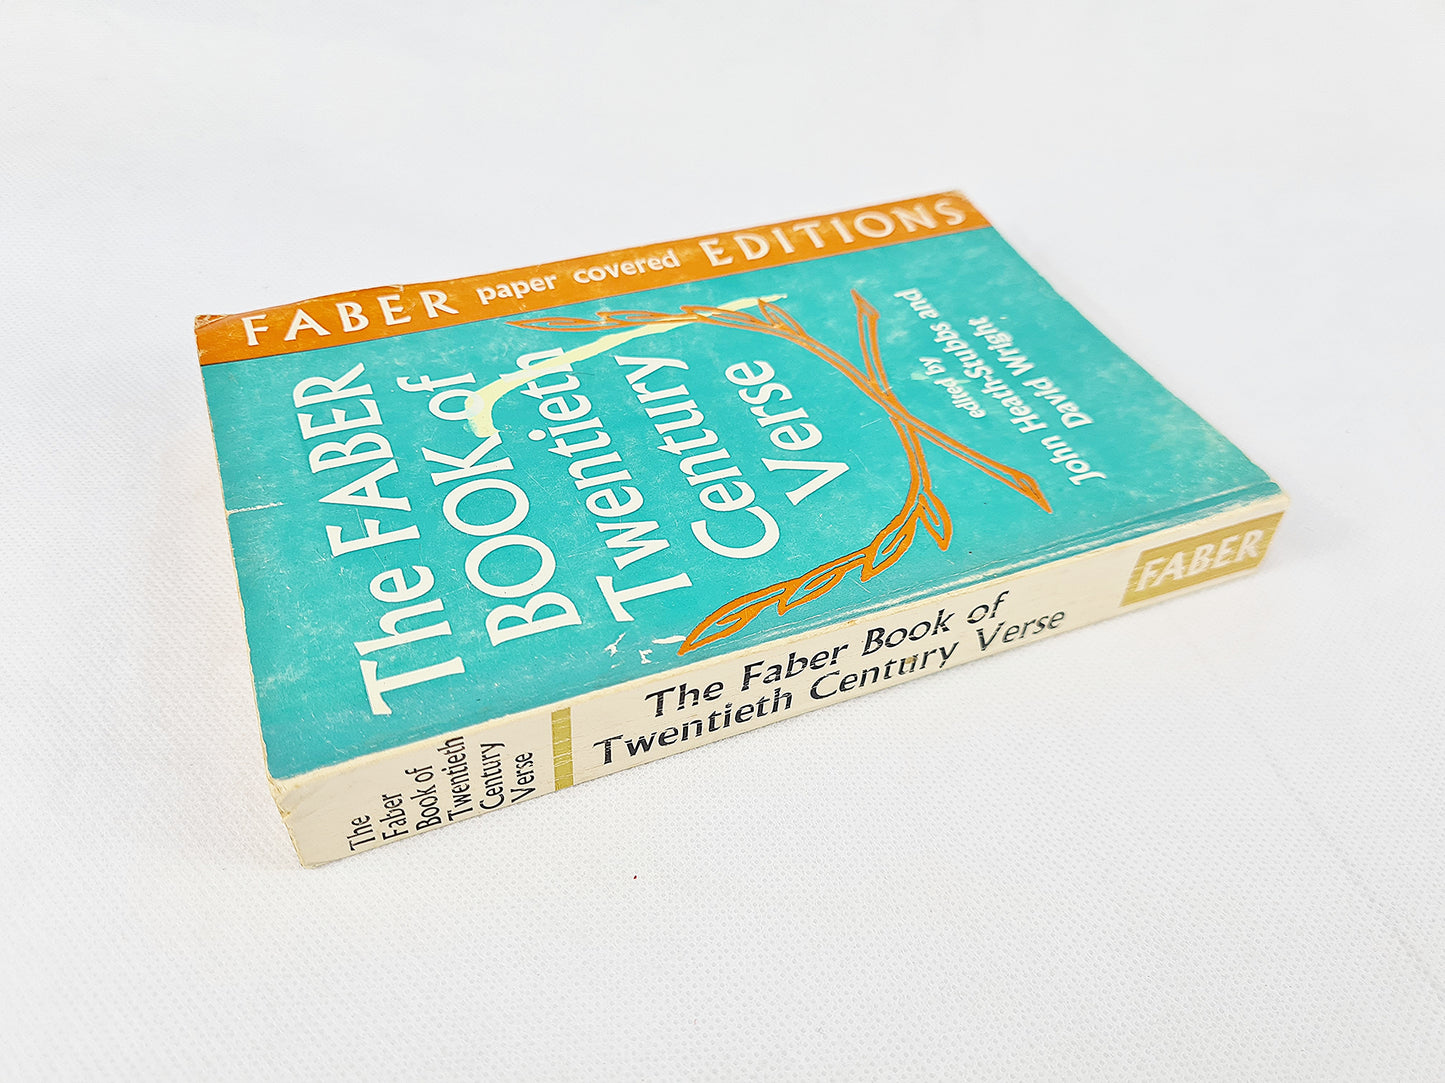 FABER paper covered EDITIONS
The FABER
BOOK of
Twentieth
Century
Verse
edited by
John Heath-Stubbs and
David Wright
The
Faber
Book of
Twentieth
Century
Verse
The Faber Book of
Twentieth Century Verse
FABER